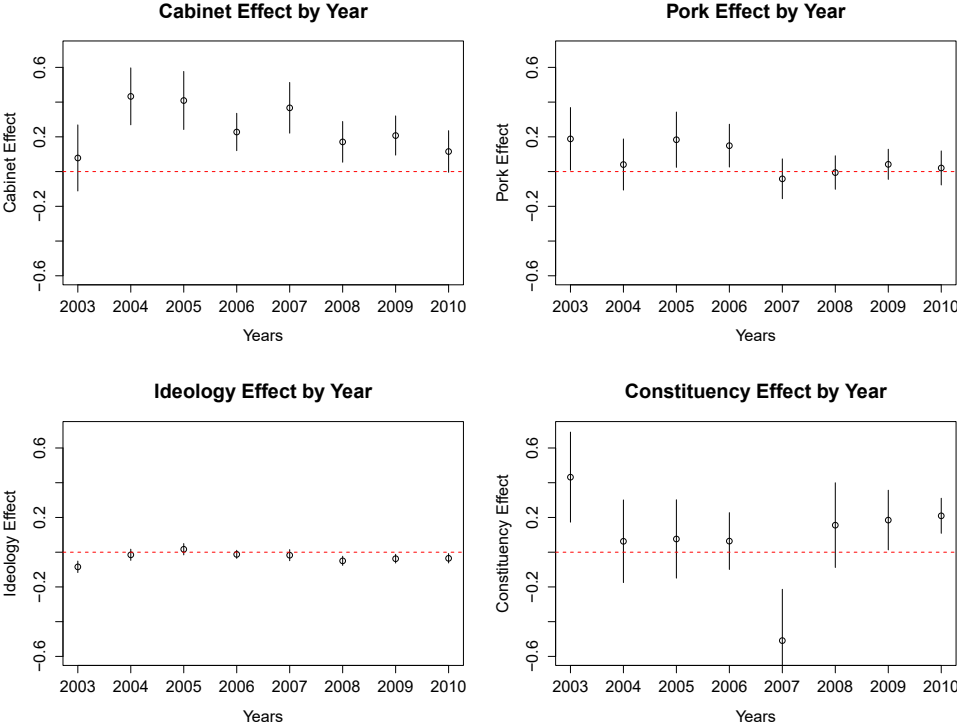 Cabinet Effect by Year
Cabinet Effect
0.6
0.2
−0.2
−0.6
2003 2004 2005 2006 2007 2008 2009 2010
Years
Pork Effect by Year
Pork Effect
0.6
0.2
−0.2
−0.6
2003 2004 2005 2006 2007 2008 2009 2010
Years
Ideology Effect by Year
Ideology Effect
0.6
0.2
−0.2
−0.6
2003 2004 2005 2006 2007 2008 2009 2010
Years
Constituency Effect by Year
Constituency Effect
0.6
0.2
−0.2
−0.6
2003 2004 2005 2006 2007 2008 2009 2010
Years